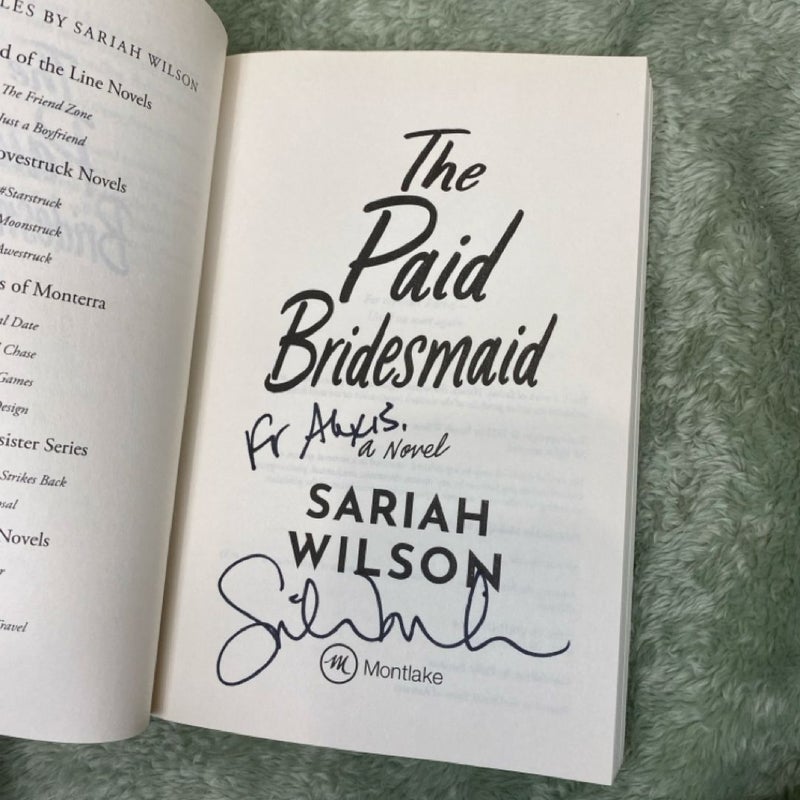 LES BY SARIAH WILSON
d of the Line Novels
The Friend Zone
Just a Boyfriend
ovestruck Novels
#Starstruck
Moonstruck
Awestruck
s of Monterra
al Date
Chase
Games
Design
sister Series
Strikes Back
osal
Novels
r
Travel
The
Paid
Bridesmaid
Fr Alexis.
a Novel
SARIAH
WILSON
m Montlake